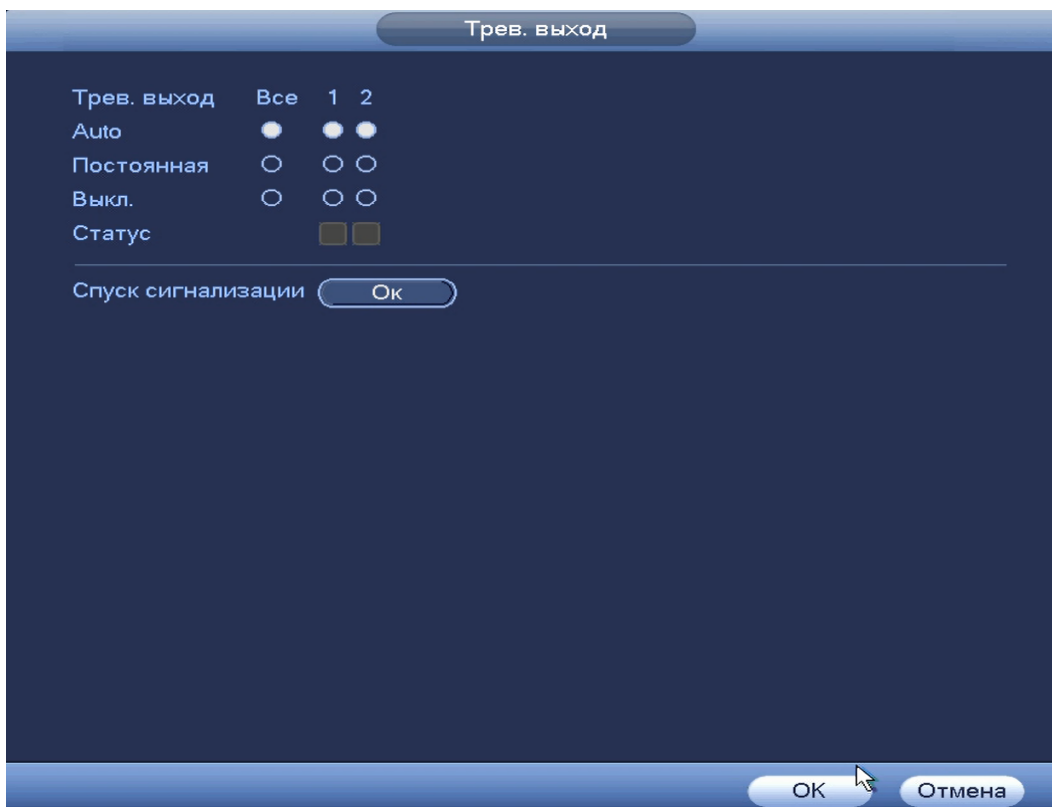 Трев. выход
Трев. выход Все 1 2
Auto
Постоянная
Выкл.
Статус
Спуск сигнализации Ок
OK Отмена